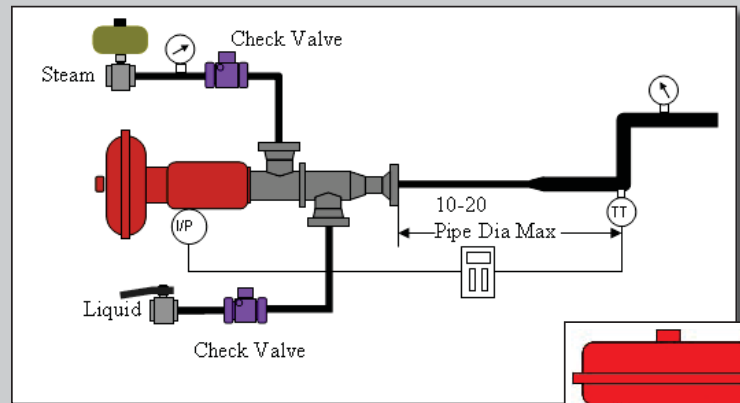 Check Valve
Steam
10-20
TT
I/P
Pipe Dia Max
Liquid
Check Valve